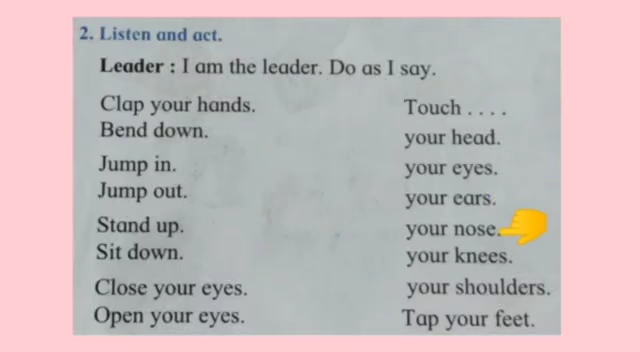 2. Listen and act.
Leader : I am the leader. Do as I say.
Clap your hands.
Bend down.
Jump in.
Jump out.
Stand up.
Sit down.
Close your eyes.
Open your eyes.
Touch . . . .
your head.
your eyes.
your ears.
your nose.
your knees.
your shoulders.
Tap your feet.